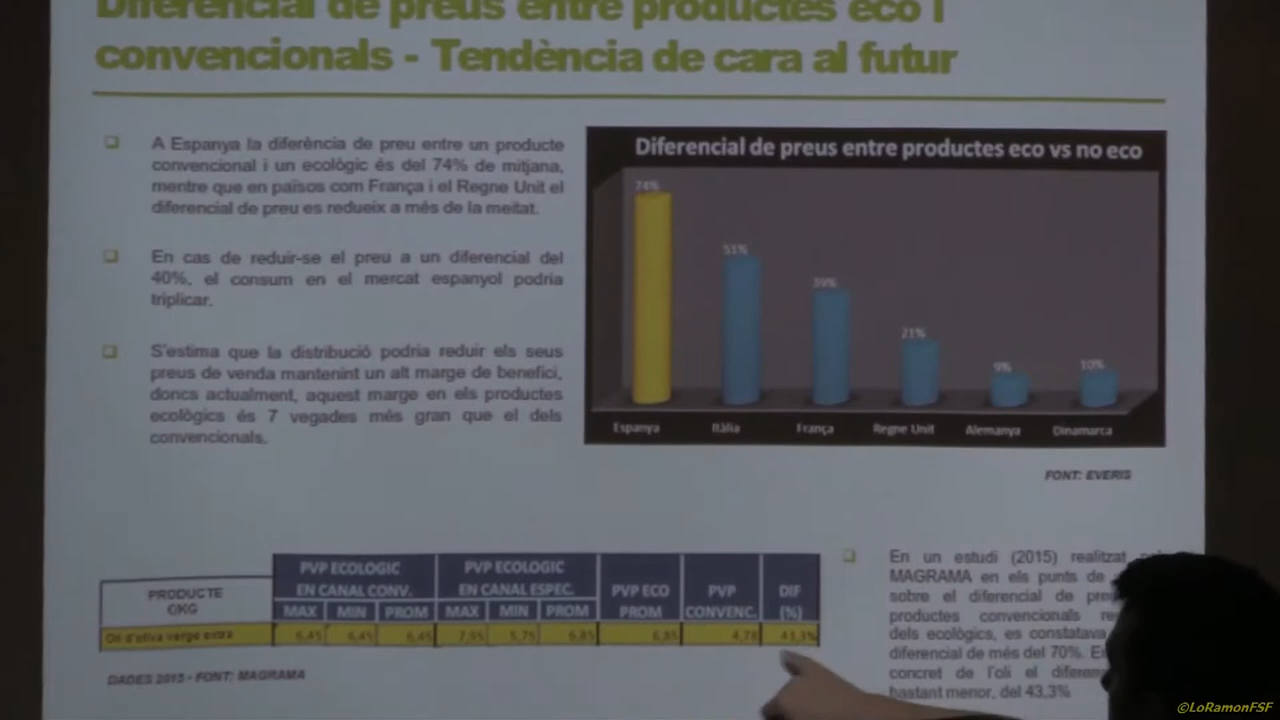 Diferencial de preus entre productes eco i
convencionals - Tendència de cara al futur
A Espanya la diferència de preu entre un producte
convencional i un ecològic és del 74% de mitjana,
mentre que en països com França i el Regne Unit el
diferencial de preu es redueix a més de la meitat.
En cas de reduir-se el preu a un diferencial del
40%, el consum en el mercat espanyol podria
triplicar.
S'estima que la distribució podria reduir els seus
preus de venda mantenint un alt marge de benefici,
doncs actualment, aquest marge en els productes
ecològics és 7 vegades més gran que el dels
convencionals.
Diferencial de preus entre productes eco vs no eco
74%
51%
39%
21%
9%
10%
Espanya Itàlia França Regne Unit Alemanya Dinamarca
FONT: EVERIS
PRODUCTE
€/KG
PVP ECOLOGIC
EN CANAL CONV.
PVP ECOLOGIC
EN CANAL ESPEC.
PVP ECO
PROM
PVP
CONVENC.
DIF
(%)
MAX MIN PROM MAX MIN PROM
Oli d'oliva verge extra 6,45 6,45 6,45 5,75 6,85 6,85 4,78 43,3%
DADES 2015 - FONT: MAGRAMA
En un estudi (2015) realitzat
MAGRAMA en els punts de
sobre el diferencial de
productes convencionals
dels ecològics, es constatava
diferencial de més del 70%.
concret de l'oli el
bastant menor, del 43,3%
©LoRamonFSF